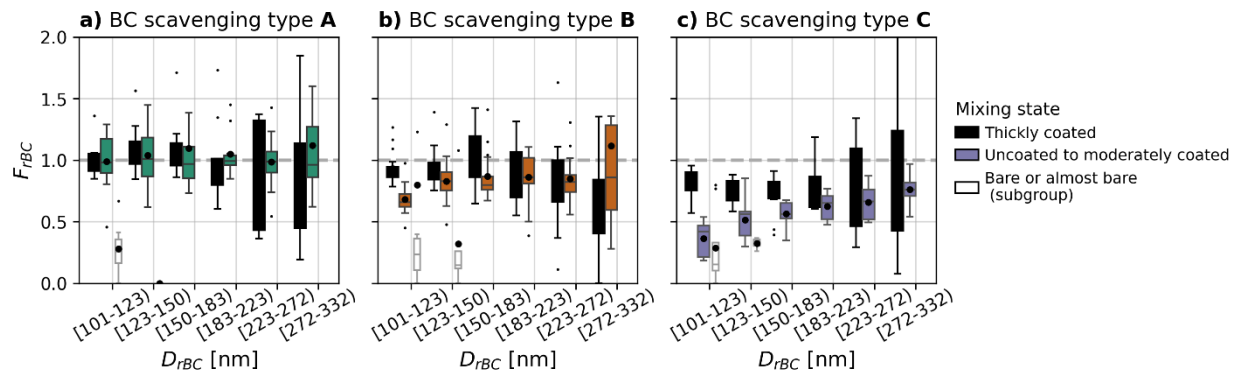 a) BC scavenging type A
b) BC scavenging type B
c) BC scavenging type C
2.0
1.5
1.0
0.5
0.0
F_rBC
[101-123)
[123-150)
[150-183)
[183-223)
[223-272)
[272-332)
D_rBC [nm]
[101-123)
[123-150)
[150-183)
[183-223)
[223-272)
[272-332)
D_rBC [nm]
[101-123)
[123-150)
[150-183)
[183-223)
[223-272)
[272-332)
D_rBC [nm]
Mixing state
Thickly coated
Uncoated to moderately coated
Bare or almost bare
(subgroup)